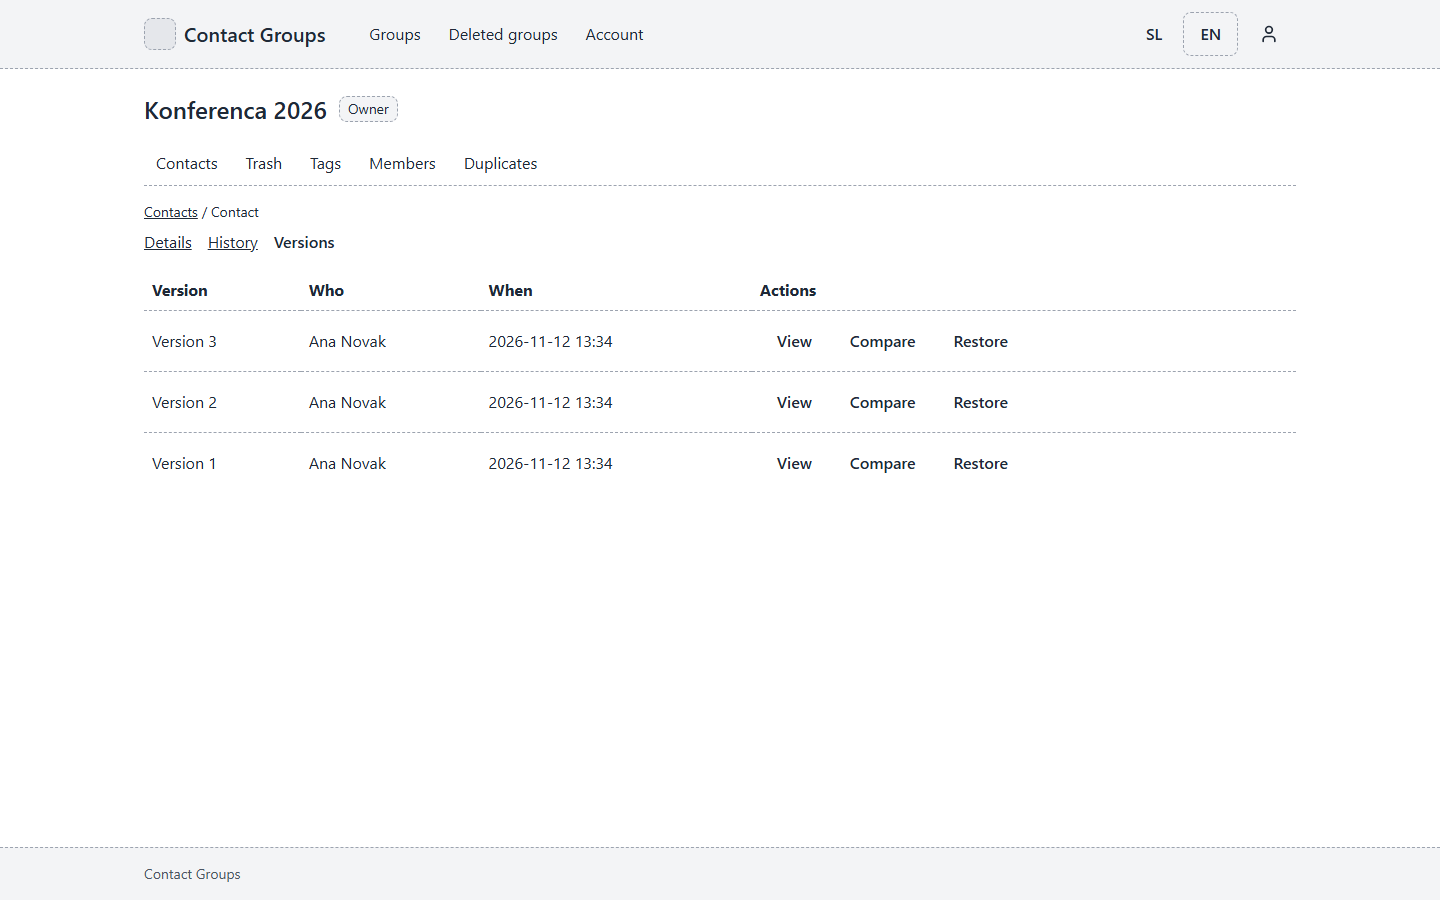 Contact Groups Groups Deleted groups Account SL EN
Konferenca 2026 Owner
Contacts Trash Tags Members Duplicates
Contacts / Contact
Details History Versions
Version Who When Actions
Version 3 Ana Novak 2026-11-12 13:34 View Compare Restore
Version 2 Ana Novak 2026-11-12 13:34 View Compare Restore
Version 1 Ana Novak 2026-11-12 13:34 View Compare Restore
Contact Groups